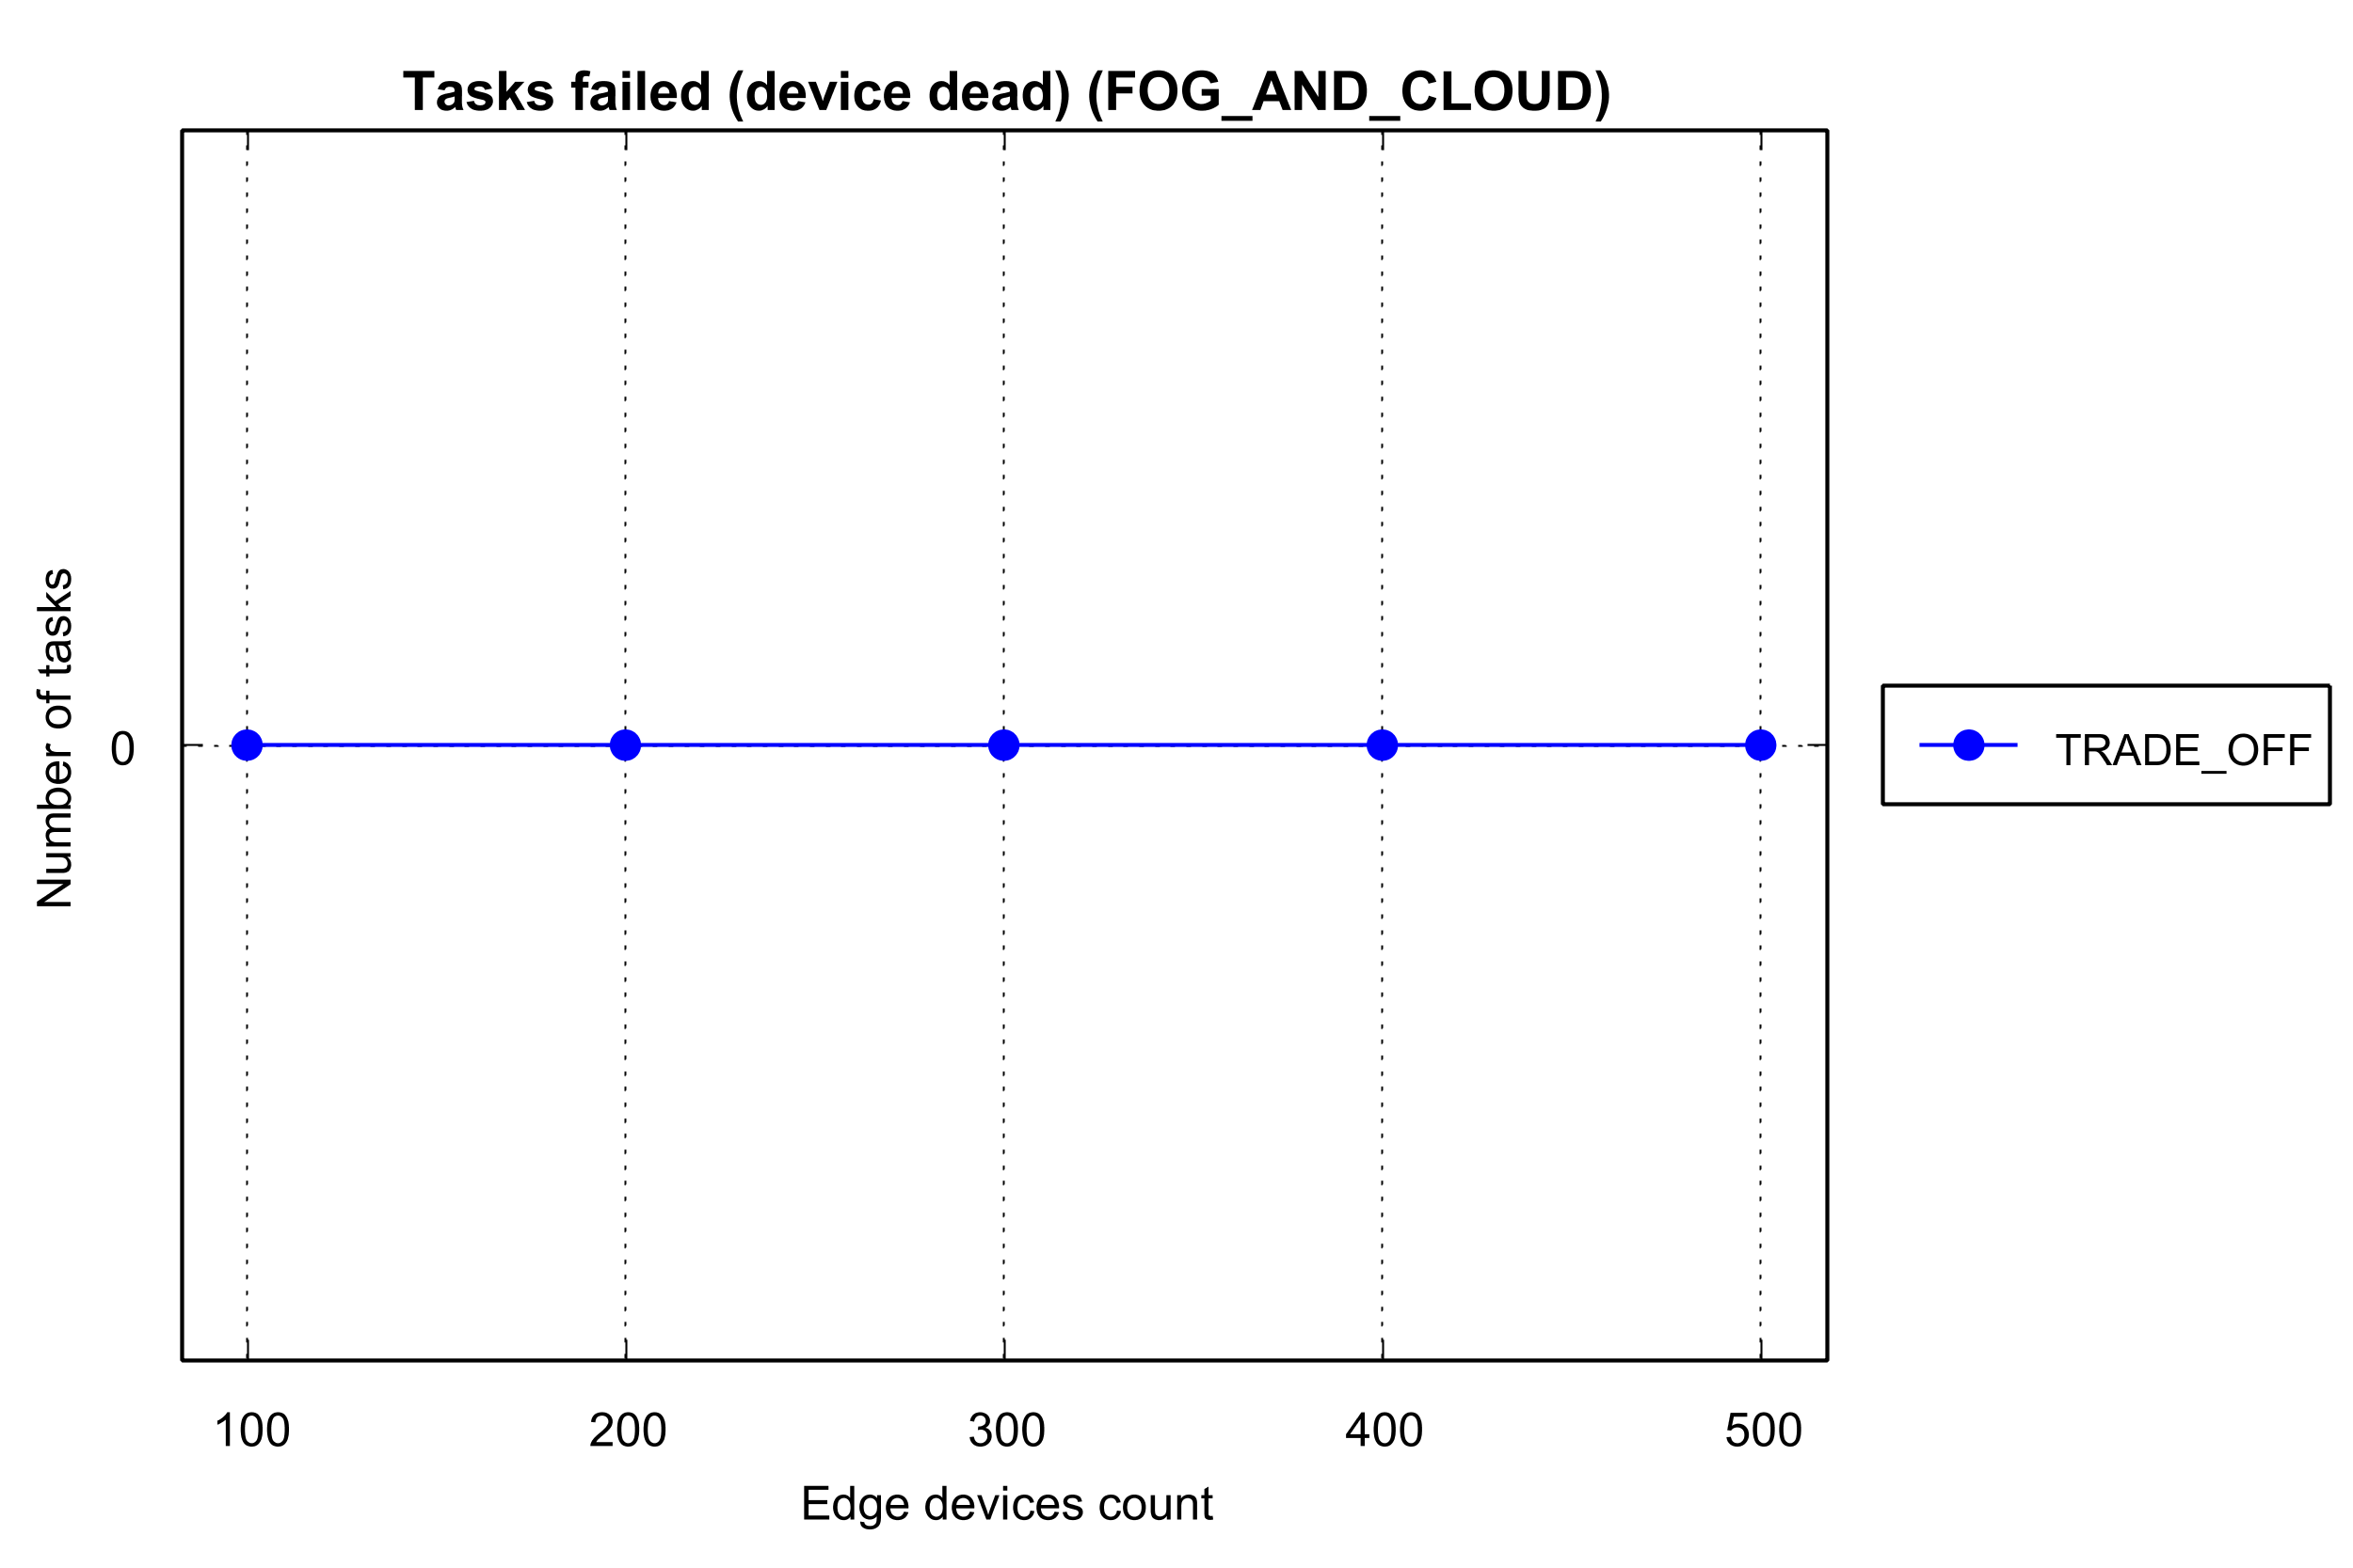 Tasks failed (device dead) (FOG_AND_CLOUD)
Number of tasks
0
TRADE_OFF
100 200 300 400 500
Edge devices count